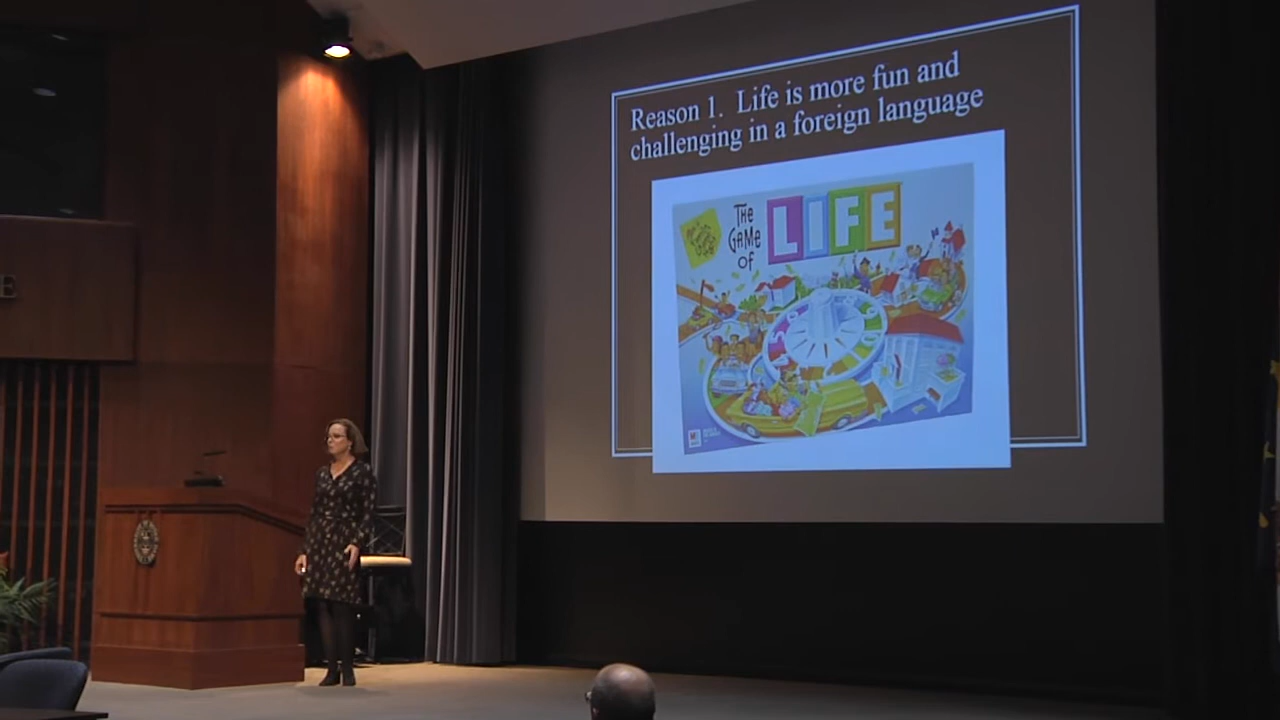 Reason 1. Life is more fun and
challenging in a foreign language
THE
GAME
OF
LIFE
E